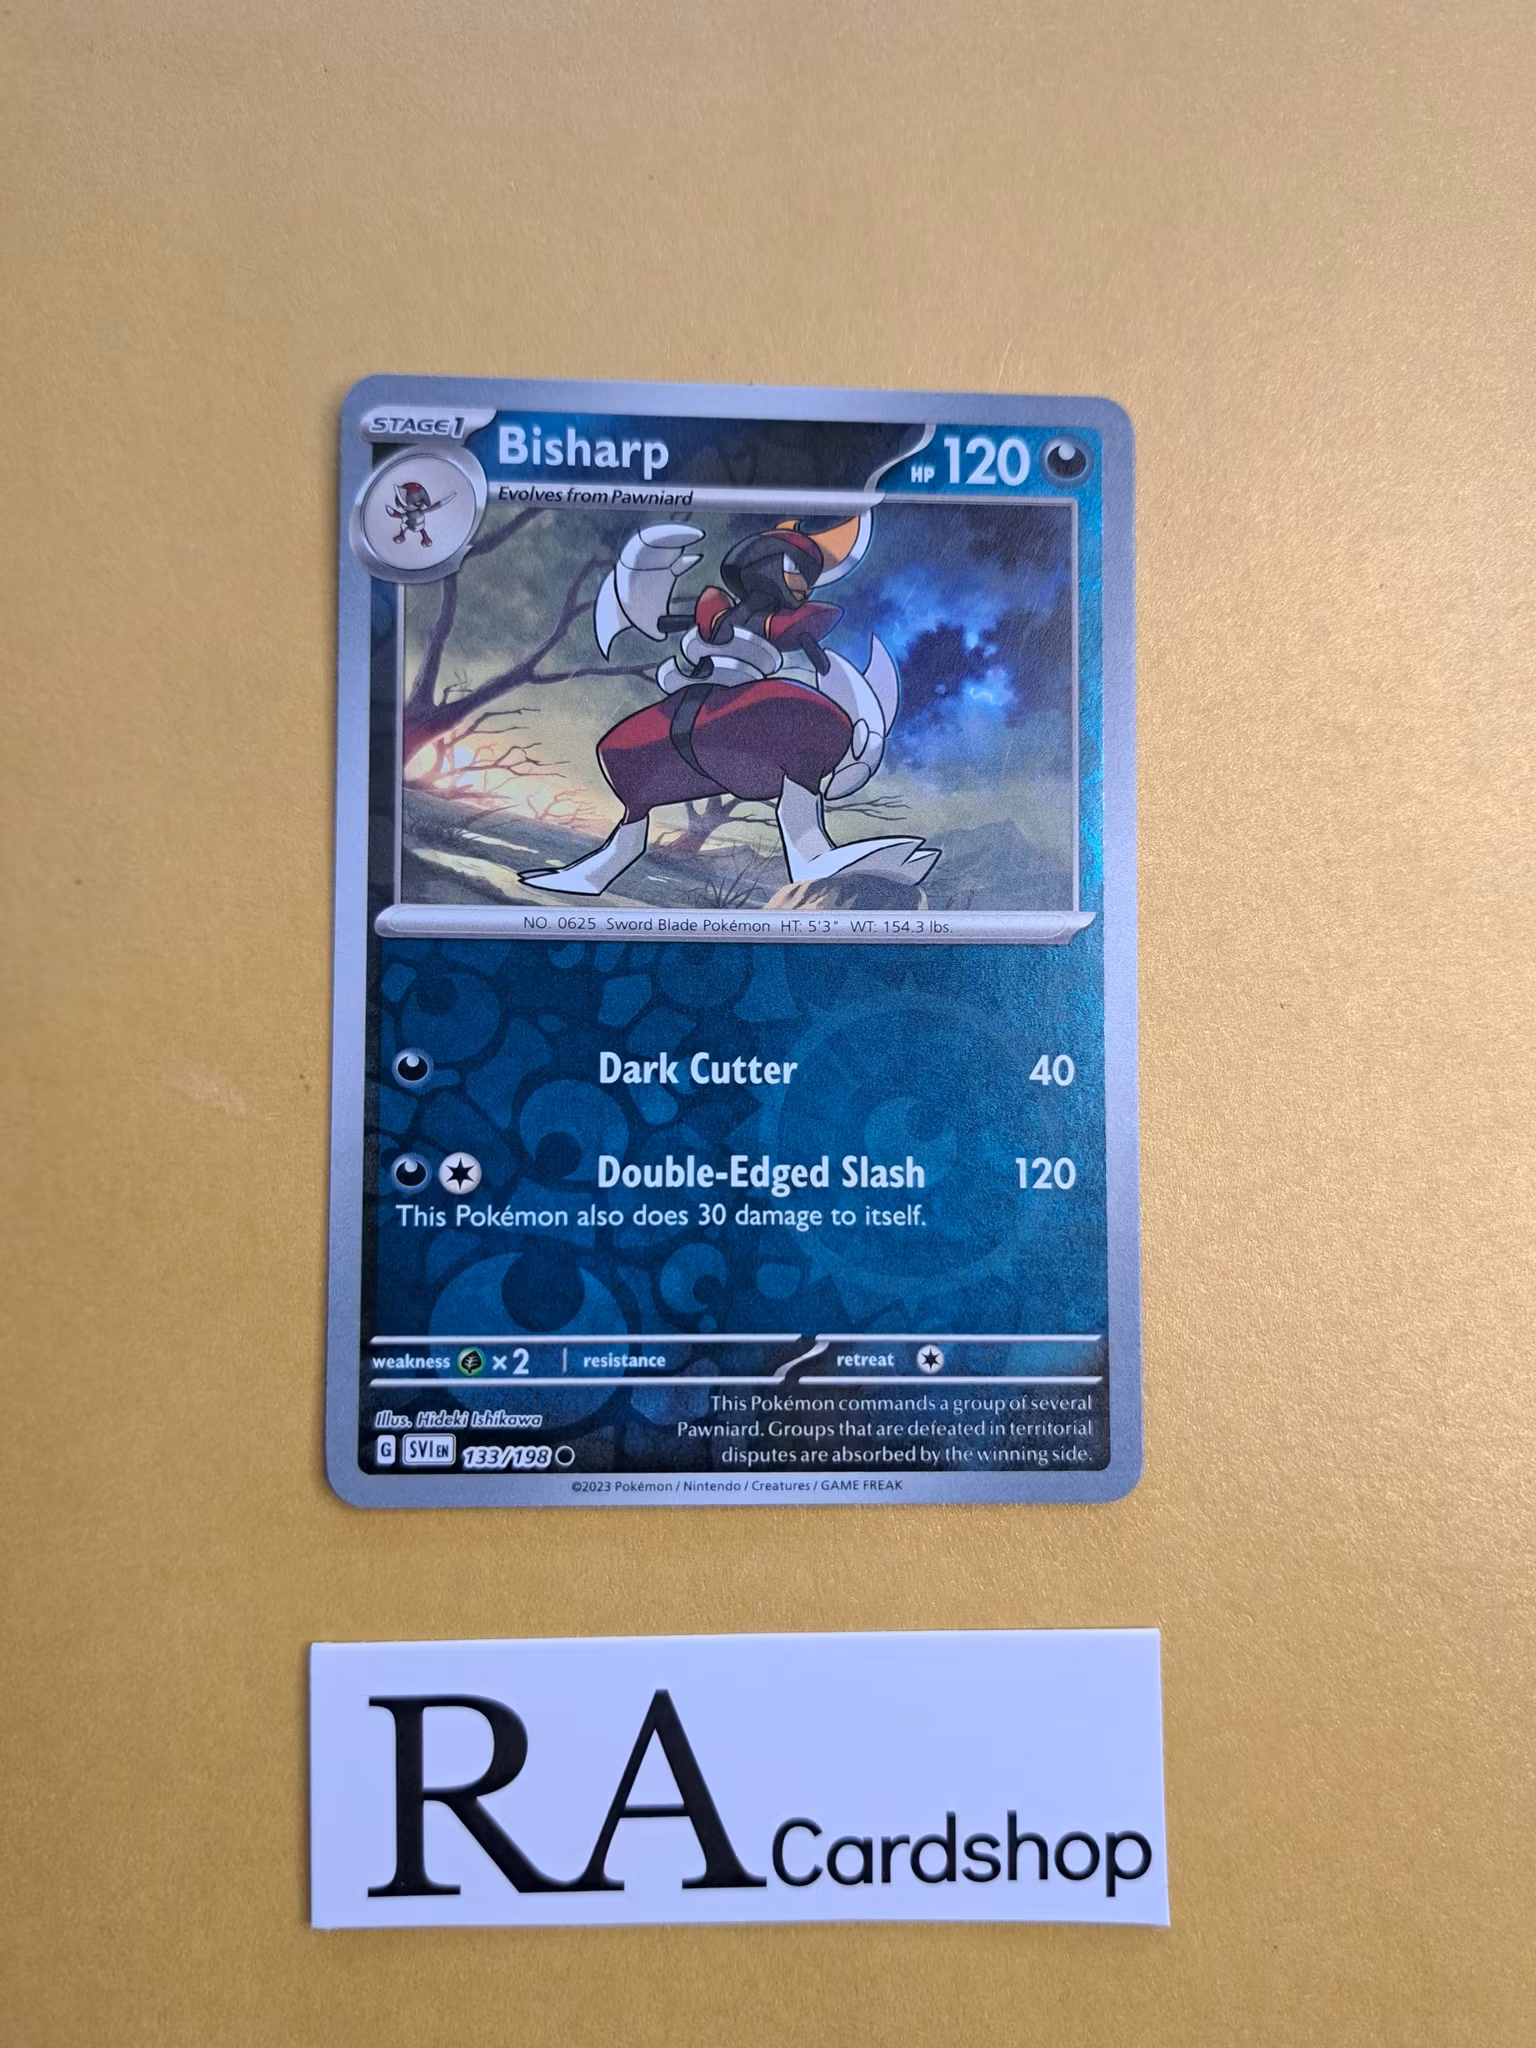 STAGE 1
Bisharp
HP 120
Evolves from Pawniard
NO. 0625 Sword Blade Pokémon HT: 5'3" WT: 154.3 lbs.
Dark Cutter 40
Double-Edged Slash 120
This Pokémon also does 30 damage to itself.
weakness ×2 resistance retreat
This Pokémon commands a group of several
Pawniard. Groups that are defeated in territorial
disputes are absorbed by the winning side.
Illus. Hideki Ishikawa
G SVI EN 133/198
©2023 Pokémon / Nintendo / Creatures / GAME FREAK
RA Cardshop